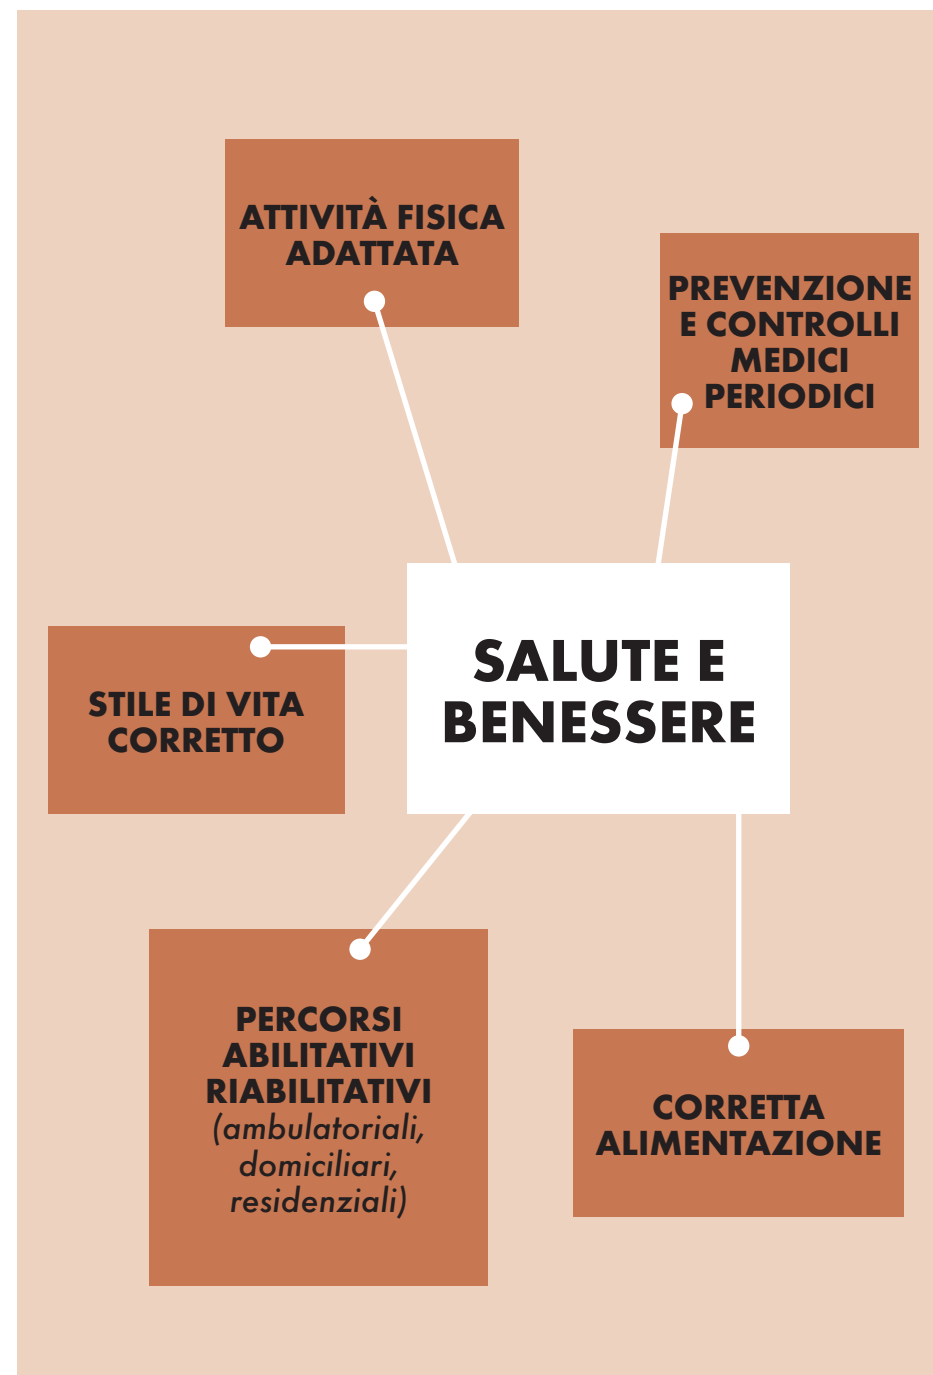 ATTIVITÀ FISICA
ADATTATA
PREVENZIONE
E CONTROLLI
MEDICI
PERIODICI
SALUTE E
BENESSERE
STILE DI VITA
CORRETTO
PERCORSI
ABILITATIVI
RIABILITATIVI
(ambulatoriali,
domiciliari,
residenziali)
CORRETTA
ALIMENTAZIONE